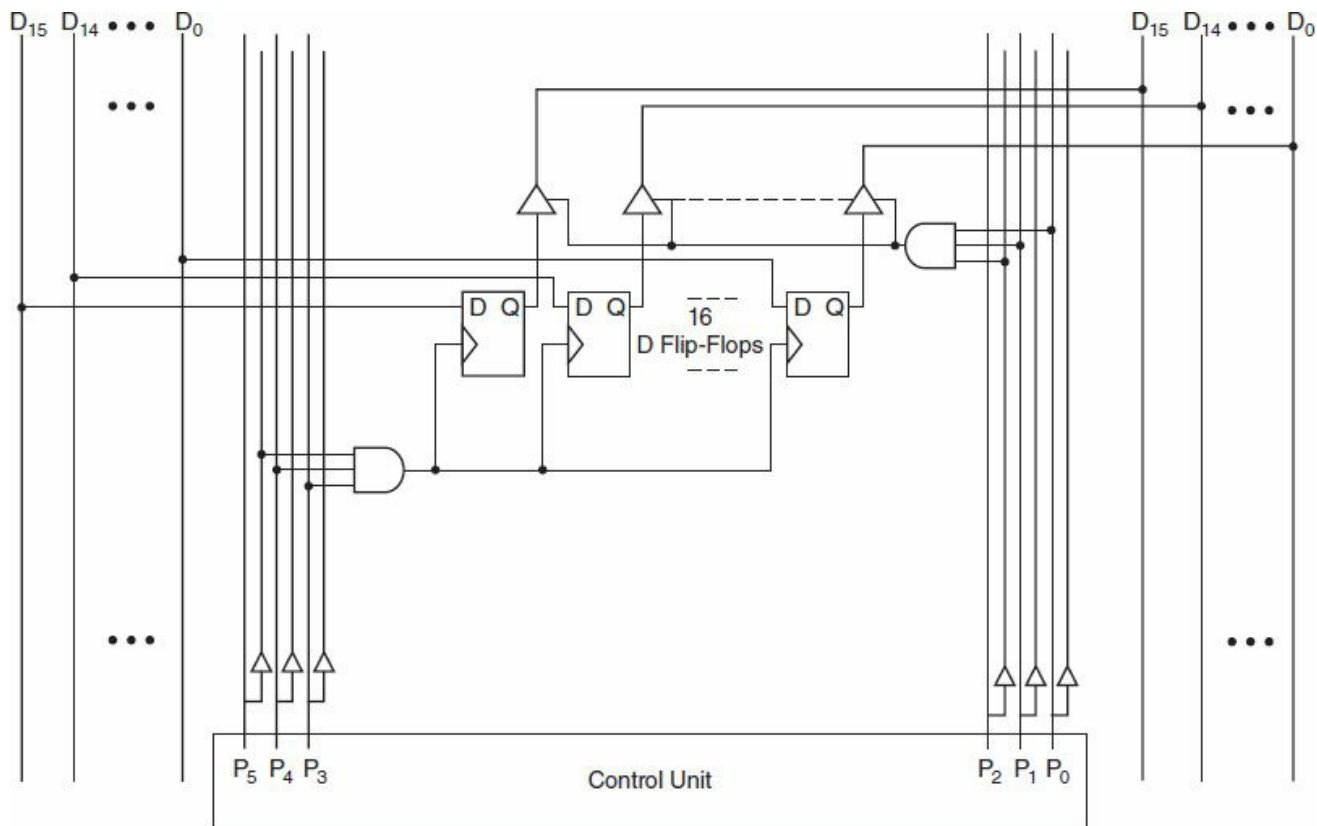 D₁₅ D₁₄ ••• D₀
D₁₅ D₁₄ ••• D₀
D Q
D Q
16
D Flip-Flops
D Q
P₅ P₄ P₃
Control Unit
P₂ P₁ P₀